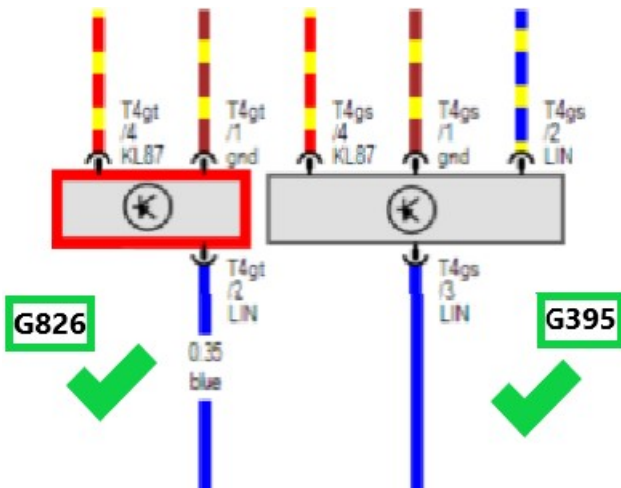 T4gt
/4
KL87
T4gt
/1
gnd
T4gs
/4
KL87
T4gs
/1
gnd
T4gs
/2
LIN
T4gt
/2
LIN
T4gs
/3
LIN
G826
G395
0.35
blue